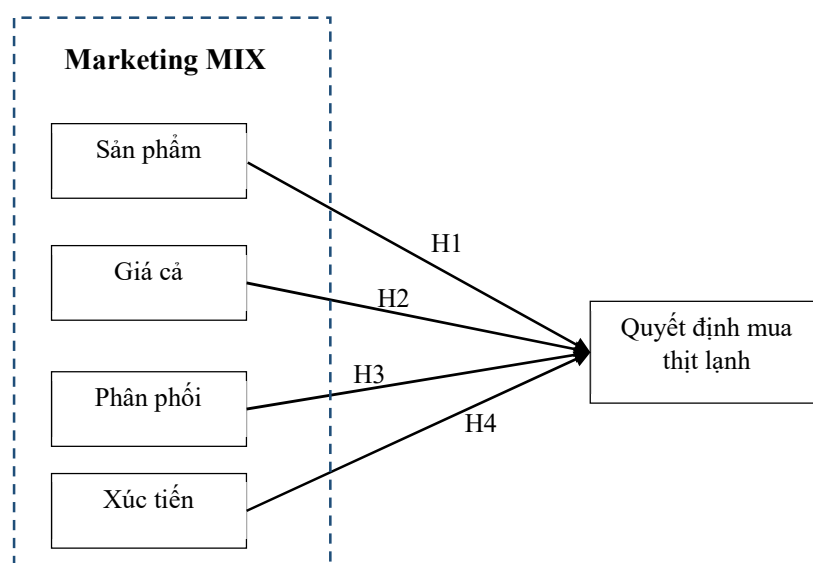 Marketing MIX
Sản phẩm
H1
Giá cả
H2
Quyết định mua
thịt lạnh
H3
Phân phối
H4
Xúc tiến